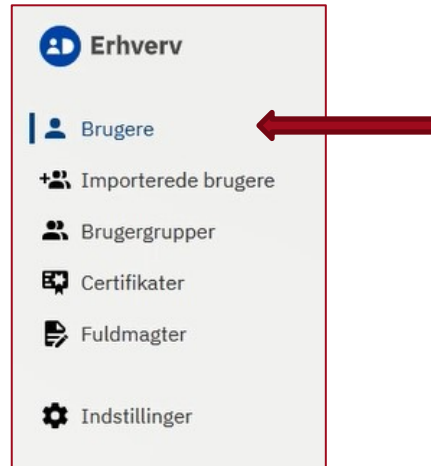 Erhverv
Brugere
Importerede brugere
Brugergrupper
Certifikater
Fuldmagter
Indstillinger